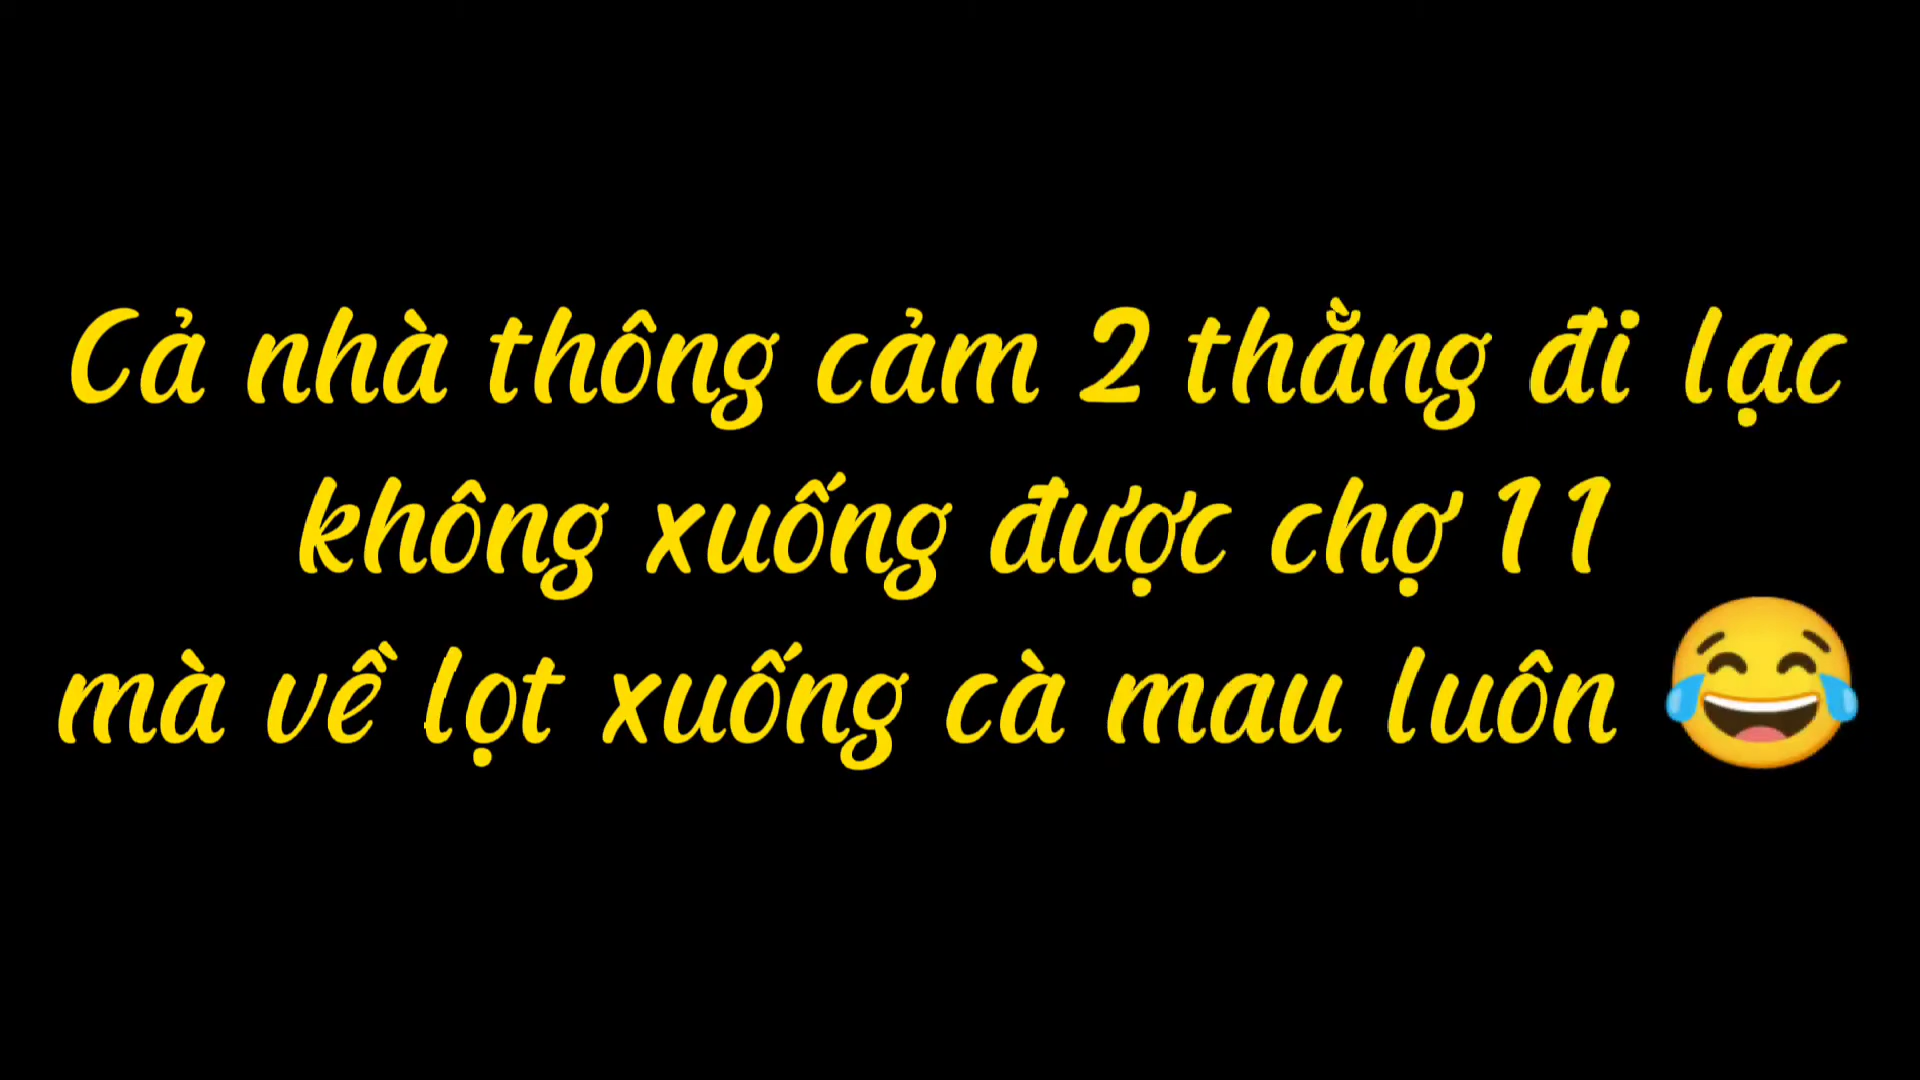 Cả nhà thông cảm 2 thằng đi lạc
không xuống được chợ 11
mà về lọt xuống cà mau luôn 😂